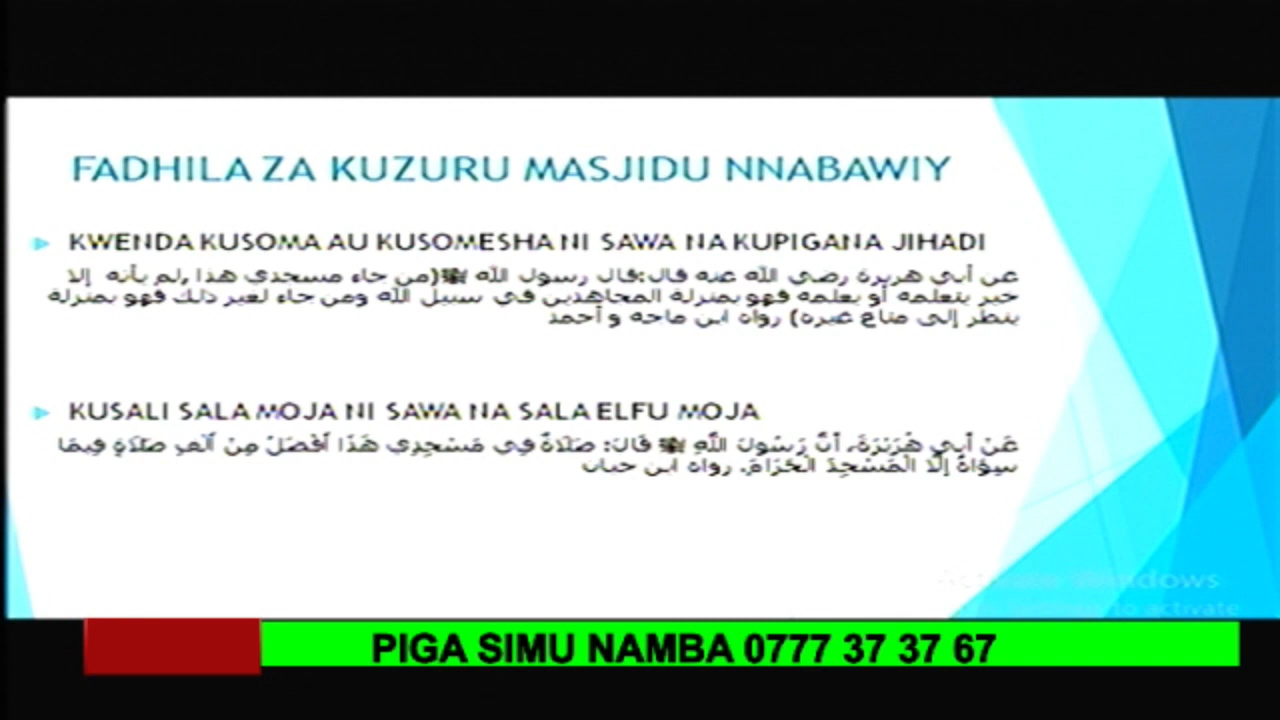 FADHILA ZA KUZURU MASJIDU NNABAWIY
KWENDA KUSOMA AU KUSOMESHA NI SAWA NA KUPIGANA JIHADI
عن أبي هريرة رضي الله عنه قال:قال رسول الله ﷺ(من جاء مسجدي هذا ,لم يأته إلا
خير يتعلمه أو يعلمه فهو بمنزلة المجاهدين في سبيل الله ومن جاء لغير ذلك فهو بمنزلة
ينظر إلى متاع غيره) رواه ابن ماجه و أحمد
KUSALI SALA MOJA NI SAWA NA SALA ELFU MOJA
عَنْ أَبِي هُرَيْرَةَ، أَنَّ رَسُولَ اللَّهِ ﷺ قَالَ: صَلَاةٌ فِي مَسْجِدِي هَذَا أَفْضَلُ مِنْ أَلْفِ صَلَاةٍ فِيمَا
سِوَاهُ إِلَّا الْمَسْجِدَ الْحَرَامَ. رواه ابن حبان
Windows
to activate
PIGA SIMU NAMBA 0777 37 37 67